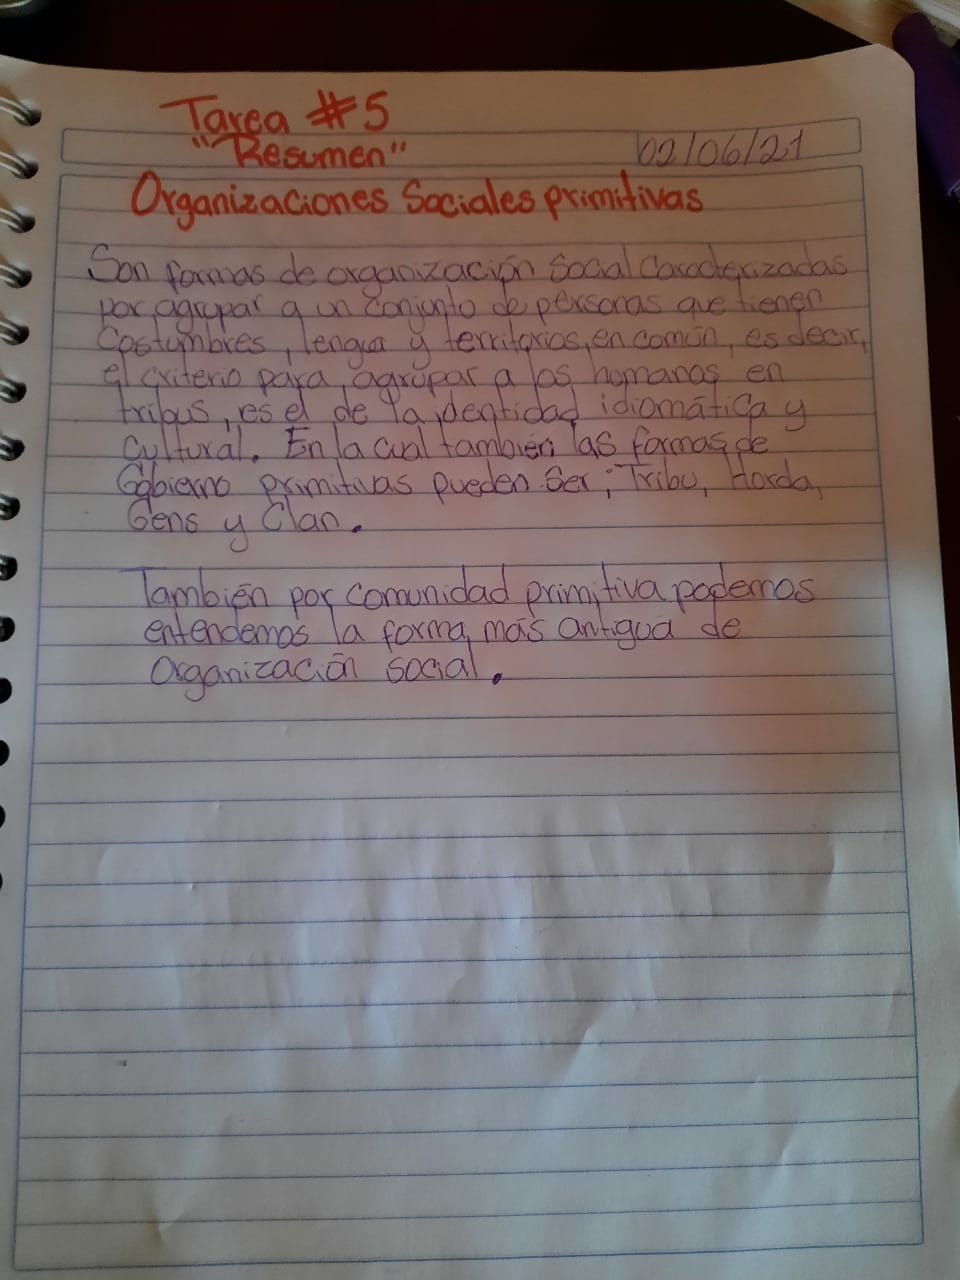 Tarea #5
"Resumen"
02/06/21
Organizaciones Sociales primitivas
Son formas de organización Social Caracterizadas
por agrupar a un Conjunto de personas que tienen
Costumbres, lengua y territorios, en común, es decir,
el criterio para agrupar a los humanos en
tribus, es el de la identidad idiomática y
Cultural. En la cual también las formas de
Gobierno primitivas pueden Ser; Tribu, Horda,
Gens y Clan.
También por comunidad primitiva podemos
entendemos la forma más antigua de
Organización social.